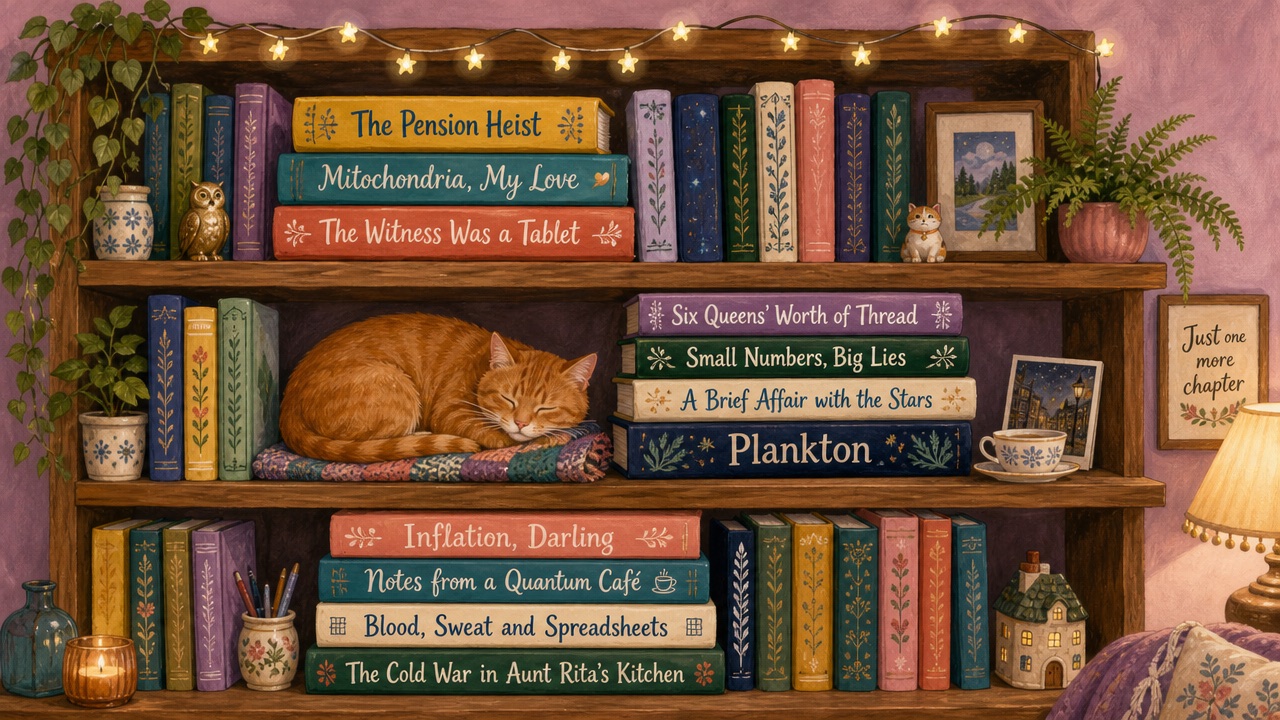 The Pension Heist
Mitochondria, My Love
The Witness Was a Tablet
Six Queens' Worth of Thread
Small Numbers, Big Lies
A Brief Affair with the Stars
Plankton
Just one
more
chapter
Inflation, Darling
Notes from a Quantum Café
Blood, Sweat and Spreadsheets
The Cold War in Aunt Rita's Kitchen